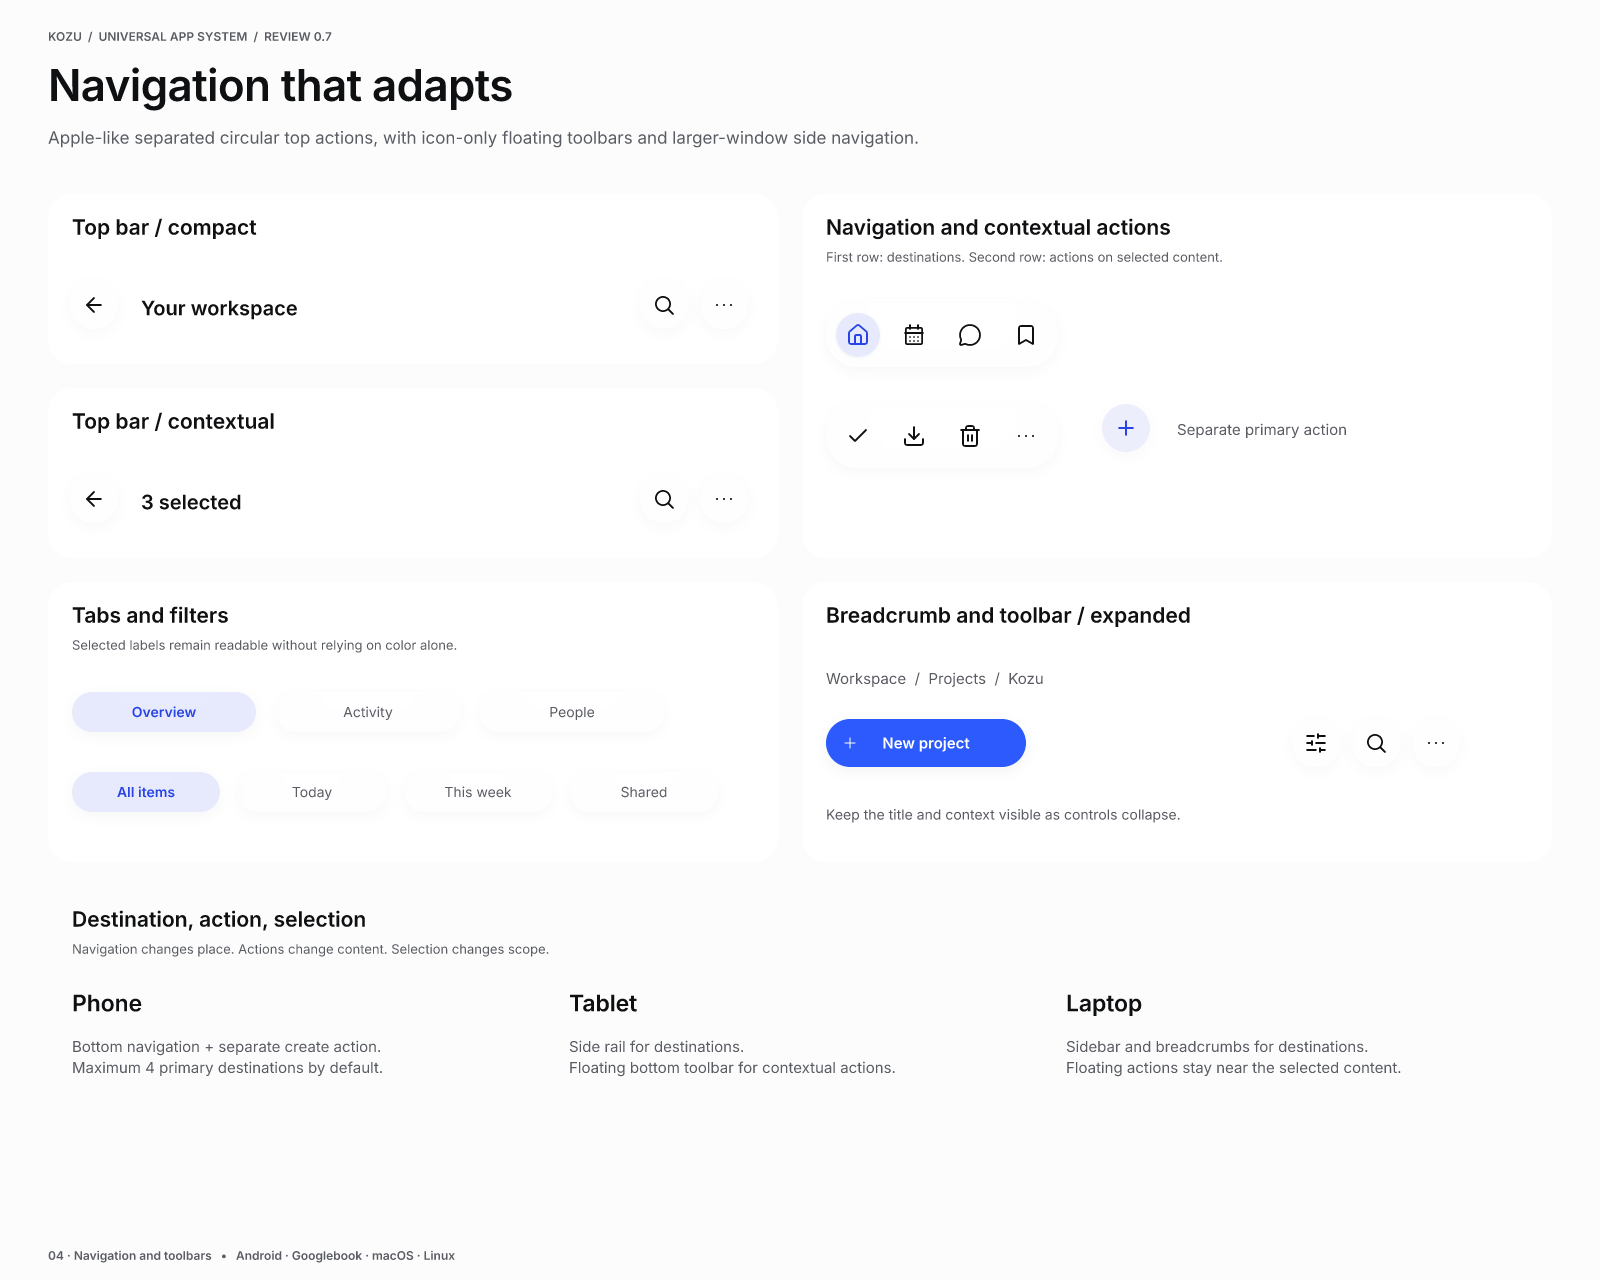 KOZU / UNIVERSAL APP SYSTEM / REVIEW 0.7
Navigation that adapts
Apple-like separated circular top actions, with icon-only floating toolbars and larger-window side navigation.
Top bar / compact
Your workspace
Top bar / contextual
3 selected
Navigation and contextual actions
First row: destinations. Second row: actions on selected content.
Separate primary action
Tabs and filters
Selected labels remain readable without relying on color alone.
Overview Activity People
All items Today This week Shared
Breadcrumb and toolbar / expanded
Workspace / Projects / Kozu
New project
Keep the title and context visible as controls collapse.
Destination, action, selection
Navigation changes place. Actions change content. Selection changes scope.
Phone
Bottom navigation + separate create action.
Maximum 4 primary destinations by default.
Tablet
Side rail for destinations.
Floating bottom toolbar for contextual actions.
Laptop
Sidebar and breadcrumbs for destinations.
Floating actions stay near the selected content.
04 · Navigation and toolbars • Android · Googlebook · macOS · Linux